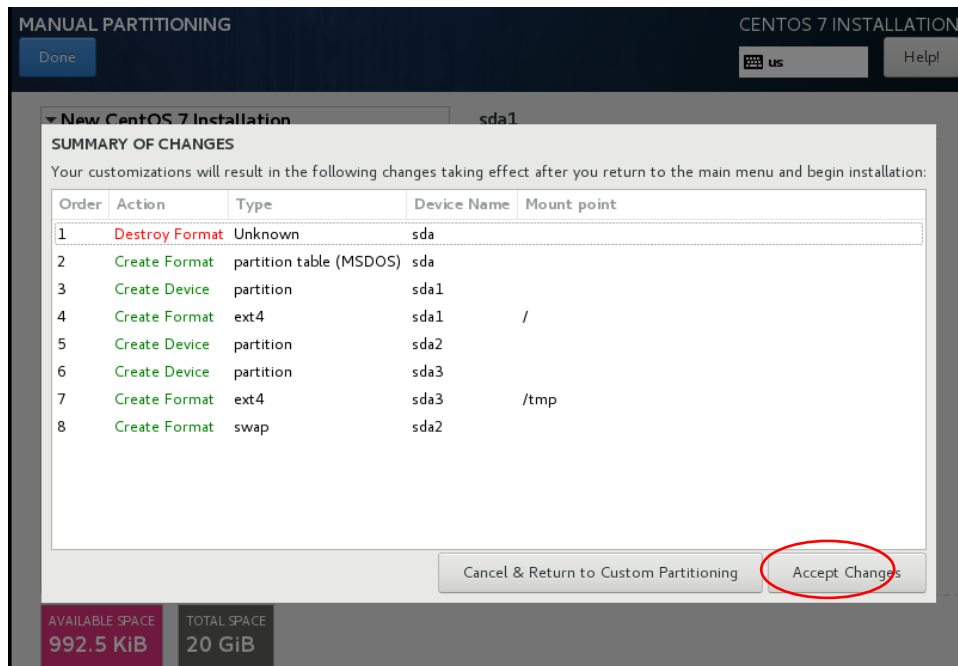 MANUAL PARTITIONING
CENTOS 7 INSTALLATION
Done
us
Help!
New CentOS 7 Installation
sda1
SUMMARY OF CHANGES
Your customizations will result in the following changes taking effect after you return to the main menu and begin installation:
Order Action Type Device Name Mount point
1 Destroy Format Unknown sda
2 Create Format partition table (MSDOS) sda
3 Create Device partition sda1
4 Create Format ext4 sda1 /
5 Create Device partition sda2
6 Create Device partition sda3
7 Create Format ext4 sda3 /tmp
8 Create Format swap sda2
Cancel & Return to Custom Partitioning
Accept Changes
AVAILABLE SPACE
992.5 KiB
TOTAL SPACE
20 GiB